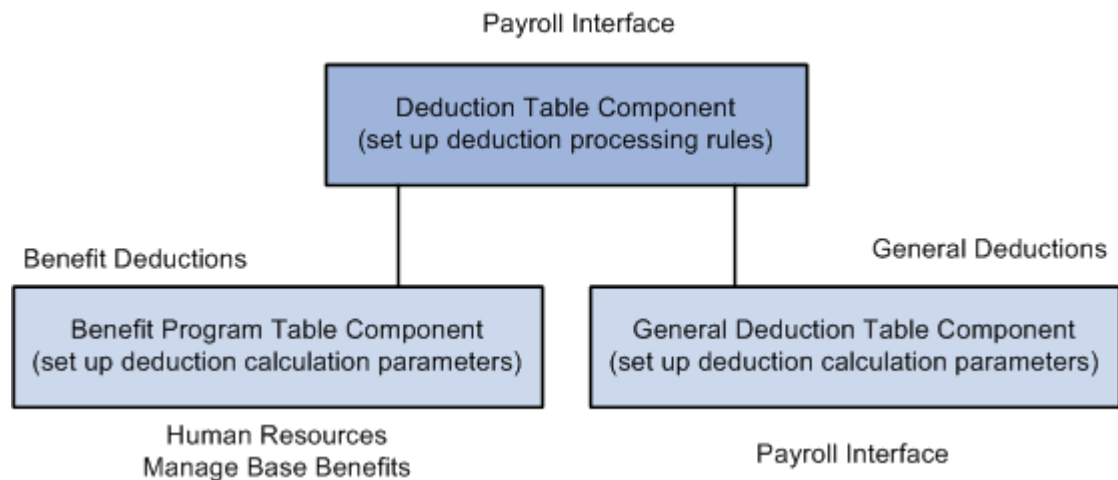 Payroll Interface
Deduction Table Component
(set up deduction processing rules)
Benefit Deductions
General Deductions
Benefit Program Table Component
(set up deduction calculation parameters)
General Deduction Table Component
(set up deduction calculation parameters)
Human Resources
Manage Base Benefits
Payroll Interface